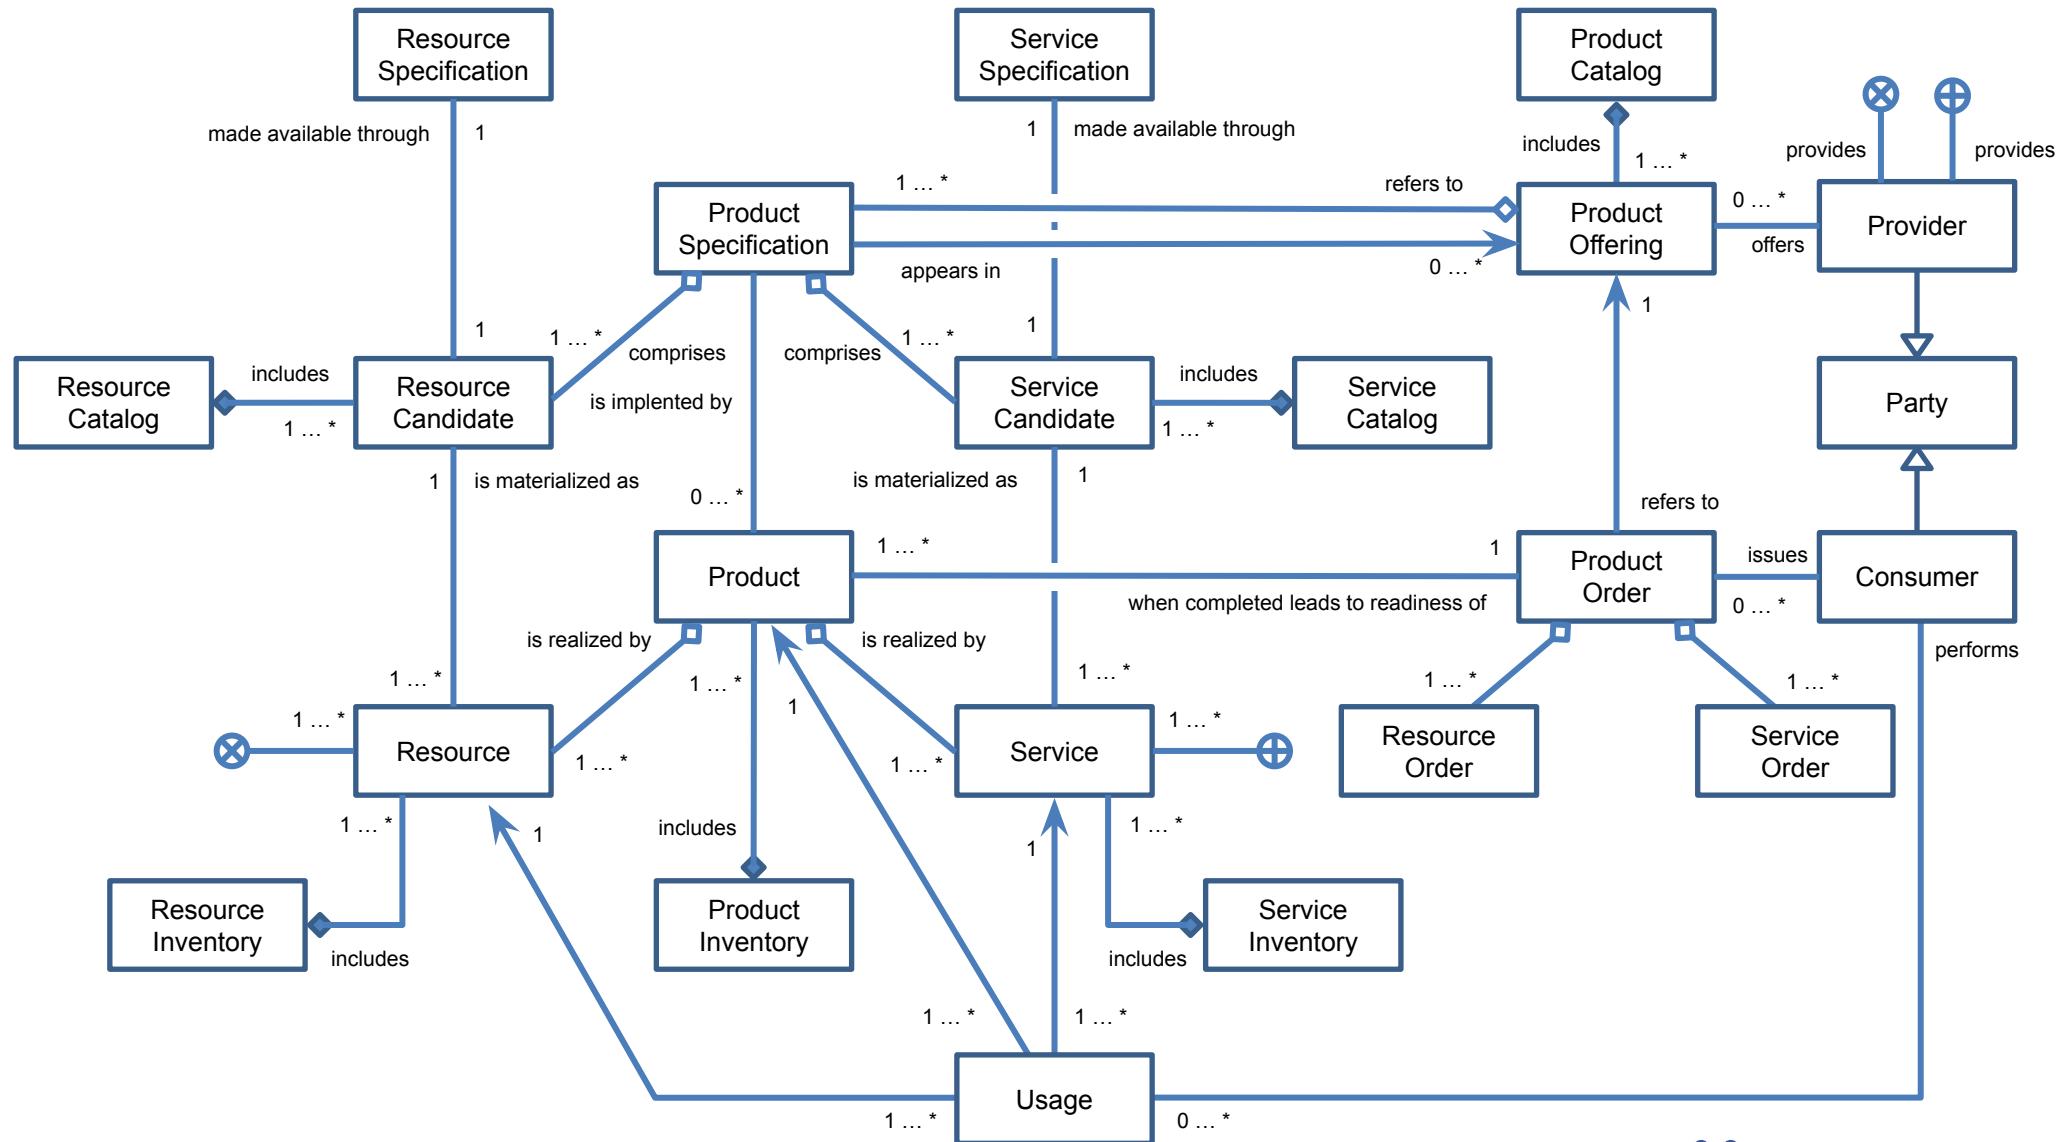 Resource
Specification
Service
Specification
Product
Catalog
made available through
1
1
made available through
includes
1 ... *
provides
provides
1 ... *
refers to
Product
Specification
Product
Offering
0 ... *
offers
Provider
appears in
0 ... *
1
1
1 ... *
comprises
comprises
1 ... *
1
Resource
Catalog
includes
1 ... *
Resource
Candidate
is implented by
Service
Candidate
includes
1 ... *
Service
Catalog
Party
1
is materialized as
0 ... *
is materialized as
1
refers to
Product
1 ... *
1
when completed leads to readiness of
Product
Order
issues
0 ... *
Consumer
is realized by
is realized by
performs
1 ... *
1 ... *
1
1 ... *
1 ... *
1 ... *
1 ... *
Resource
1 ... *
1 ... *
Service
1 ... *
Resource
Order
Service
Order
1 ... *
1
includes
1
1 ... *
Resource
Inventory
includes
Product
Inventory
includes
Service
Inventory
1 ... *
1 ... *
1 ... *
Usage
0 ... *